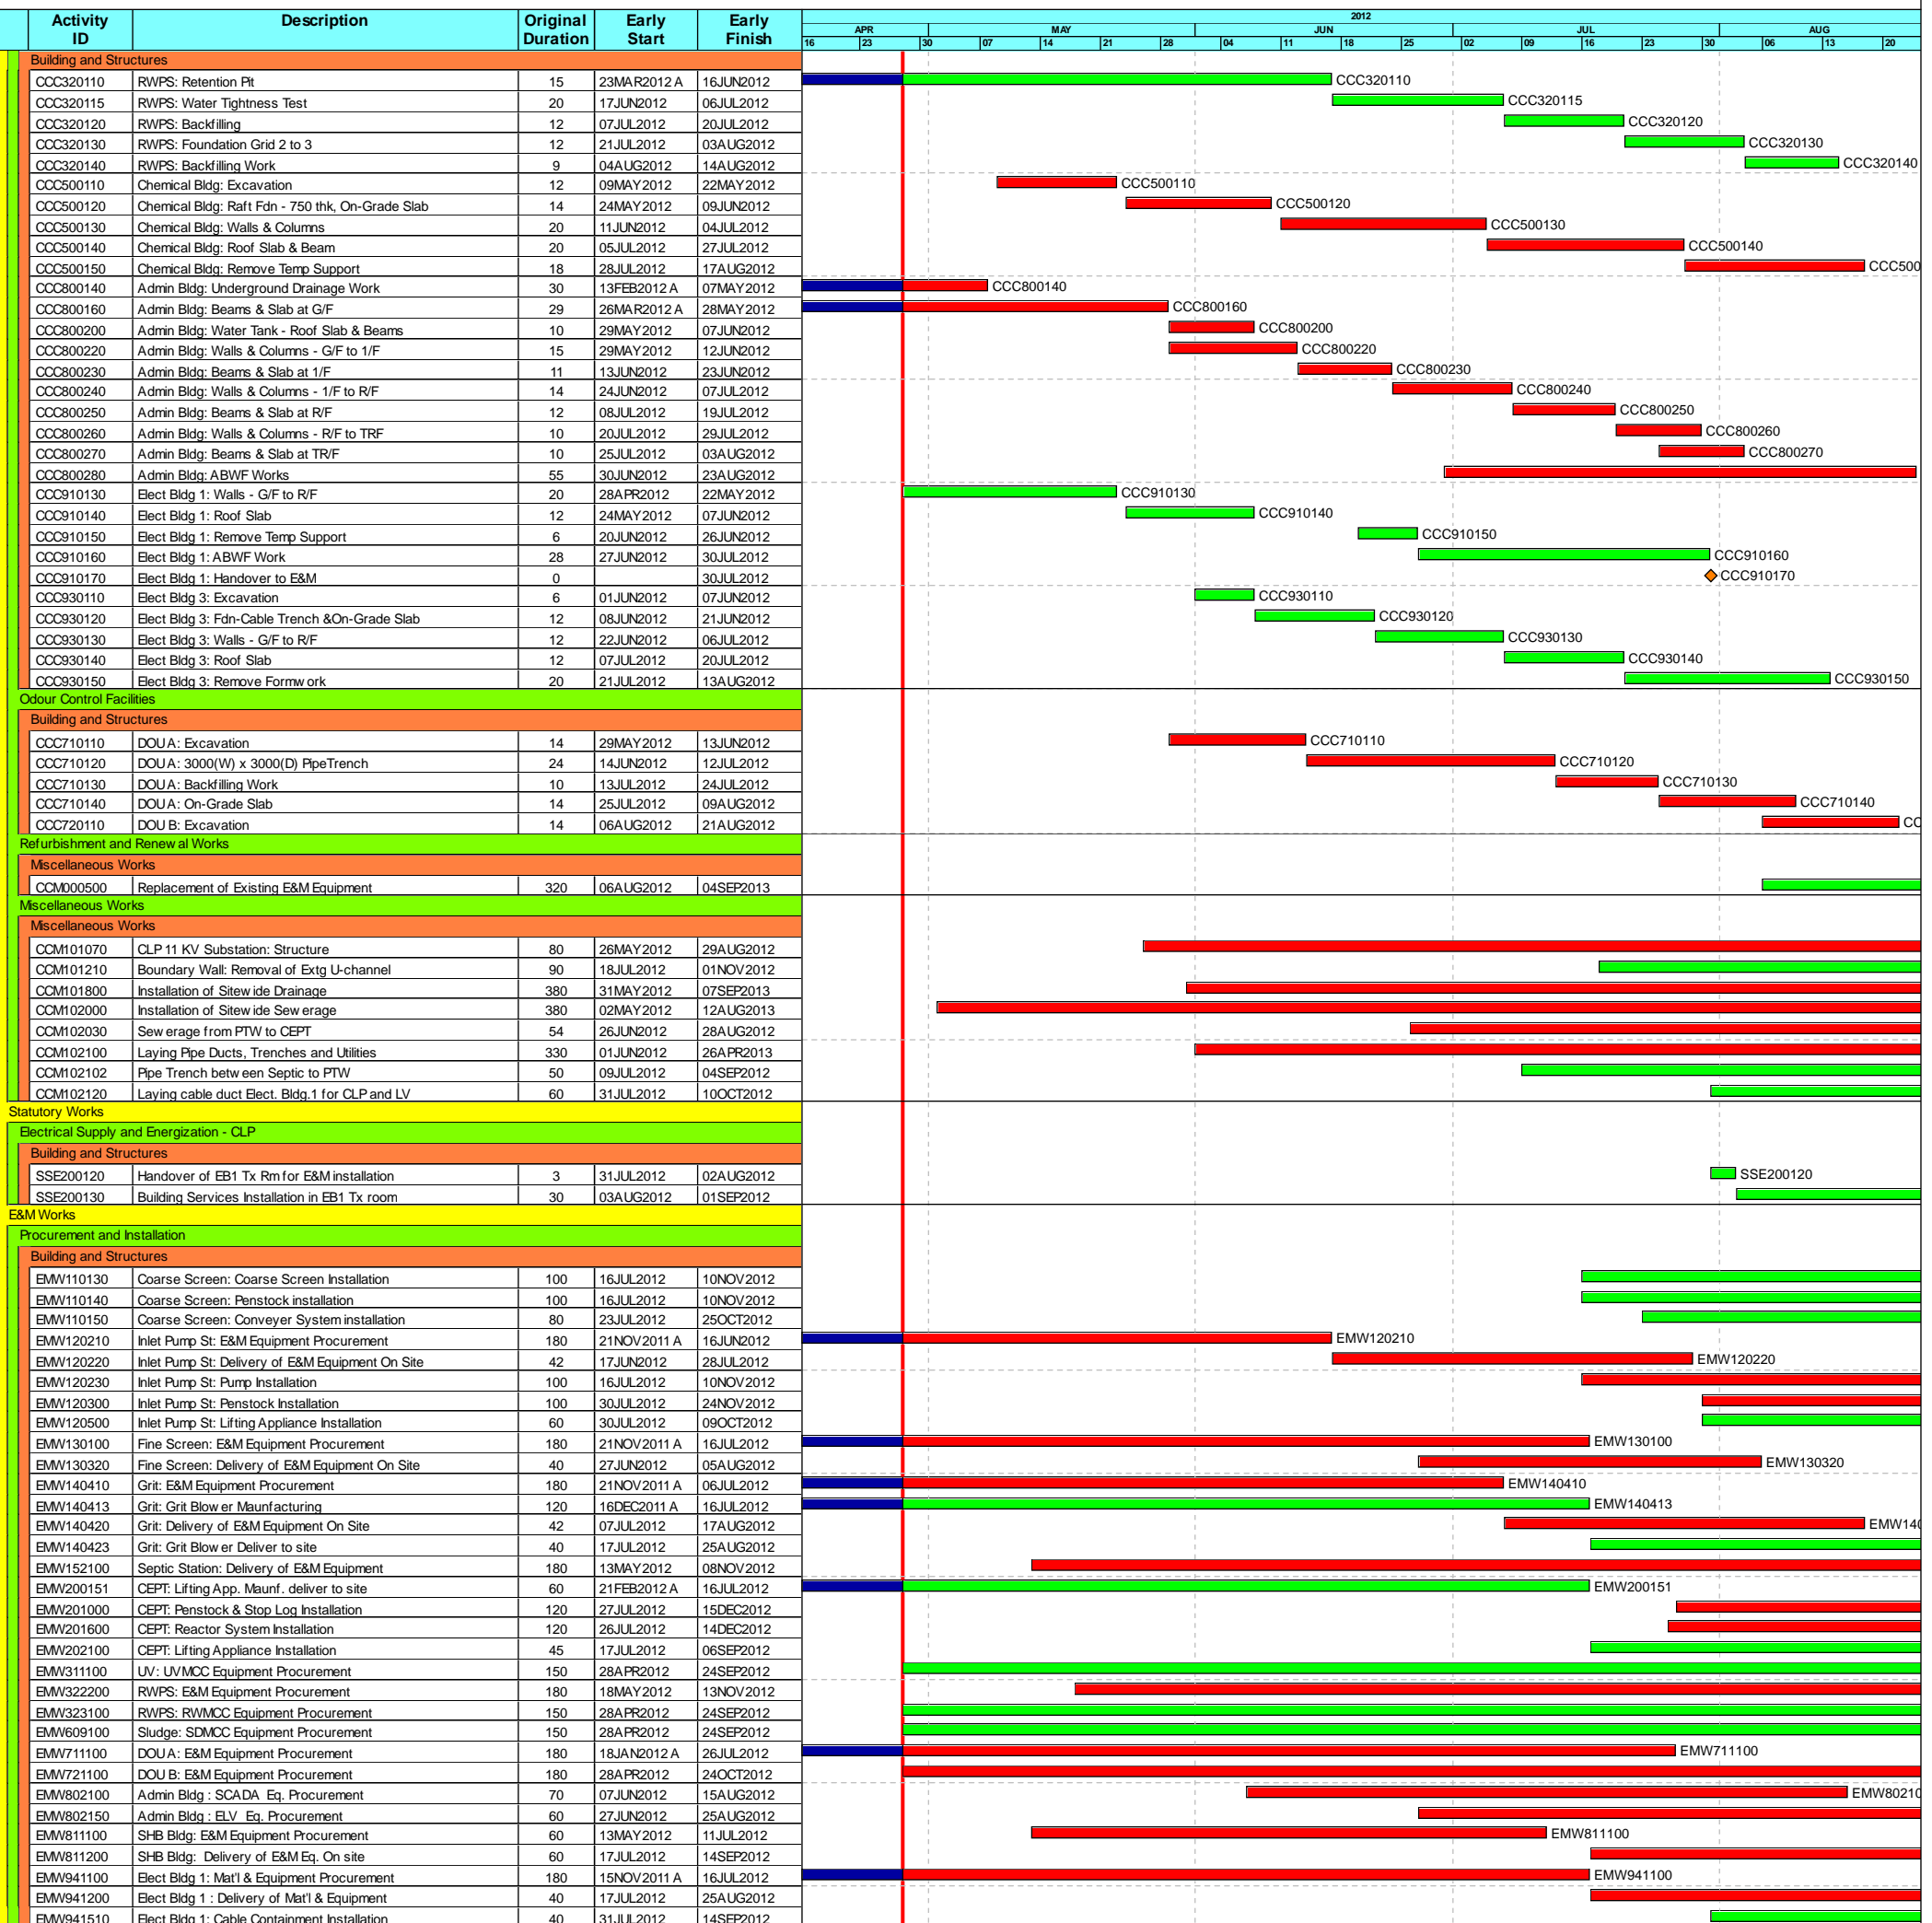 Activity ID Description Original Duration Early Start Early Finish 2012
APR MAY JUN JUL AUG
16 23 30 07 14 21 28 04 11 18 25 02 09 16 23 30 06 13 20
Building and Structures
CCC320110 RWPS: Retention Pit 15 23MAR2012 A 16JUN2012 CCC320110
CCC320115 RWPS: Water Tightness Test 20 17JUN2012 06JUL2012 CCC320115
CCC320120 RWPS: Backfilling 12 07JUL2012 20JUL2012 CCC320120
CCC320130 RWPS: Foundation Grid 2 to 3 12 21JUL2012 03AUG2012 CCC320130
CCC320140 RWPS: Backfilling Work 9 04AUG2012 14AUG2012 CCC320140
CCC500110 Chemical Bldg: Excavation 12 09MAY2012 22MAY2012 CCC500110
CCC500120 Chemical Bldg: Raft Fdn - 750 thk, On-Grade Slab 14 24MAY2012 09JUN2012 CCC500120
CCC500130 Chemical Bldg: Walls & Columns 20 11JUN2012 04JUL2012 CCC500130
CCC500140 Chemical Bldg: Roof Slab & Beam 20 05JUL2012 27JUL2012 CCC500140
CCC500150 Chemical Bldg: Remove Temp Support 18 28JUL2012 17AUG2012 CCC500
CCC800140 Admin Bldg: Underground Drainage Work 30 13FEB2012 A 07MAY2012 CCC800140
CCC800160 Admin Bldg: Beams & Slab at G/F 29 26MAR2012 A 28MAY2012 CCC800160
CCC800200 Admin Bldg: Water Tank - Roof Slab & Beams 10 29MAY2012 07JUN2012 CCC800200
CCC800220 Admin Bldg: Walls & Columns - G/F to 1/F 15 29MAY2012 12JUN2012 CCC800220
CCC800230 Admin Bldg: Beams & Slab at 1/F 11 13JUN2012 23JUN2012 CCC800230
CCC800240 Admin Bldg: Walls & Columns - 1/F to R/F 14 24JUN2012 07JUL2012 CCC800240
CCC800250 Admin Bldg: Beams & Slab at R/F 12 08JUL2012 19JUL2012 CCC800250
CCC800260 Admin Bldg: Walls & Columns - R/F to TRF 10 20JUL2012 29JUL2012 CCC800260
CCC800270 Admin Bldg: Beams & Slab at TR/F 10 25JUL2012 03AUG2012 CCC800270
CCC800280 Admin Bldg: ABWF Works 55 30JUN2012 23AUG2012
CCC910130 Elect Bldg 1: Walls - G/F to R/F 20 28APR2012 22MAY2012 CCC910130
CCC910140 Elect Bldg 1: Roof Slab 12 24MAY2012 07JUN2012 CCC910140
CCC910150 Elect Bldg 1: Remove Temp Support 6 20JUN2012 26JUN2012 CCC910150
CCC910160 Elect Bldg 1: ABWF Work 28 27JUN2012 30JUL2012 CCC910160
CCC910170 Elect Bldg 1: Handover to E&M 0 30JUL2012 CCC910170
CCC930110 Elect Bldg 3: Excavation 6 01JUN2012 07JUN2012 CCC930110
CCC930120 Elect Bldg 3: Fdn-Cable Trench &On-Grade Slab 12 08JUN2012 21JUN2012 CCC930120
CCC930130 Elect Bldg 3: Walls - G/F to R/F 12 22JUN2012 06JUL2012 CCC930130
CCC930140 Elect Bldg 3: Roof Slab 12 07JUL2012 20JUL2012 CCC930140
CCC930150 Elect Bldg 3: Remove Formwork 20 21JUL2012 13AUG2012 CCC930150
Odour Control Facilities
Building and Structures
CCC710110 DOU A: Excavation 14 29MAY2012 13JUN2012 CCC710110
CCC710120 DOU A: 3000(W) x 3000(D) PipeTrench 24 14JUN2012 12JUL2012 CCC710120
CCC710130 DOU A: Backfilling Work 10 13JUL2012 24JUL2012 CCC710130
CCC710140 DOU A: On-Grade Slab 14 25JUL2012 09AUG2012 CCC710140
CCC720110 DOU B: Excavation 14 06AUG2012 21AUG2012 CC
Refurbishment and Renewal Works
Miscellaneous Works
CCM000500 Replacement of Existing E&M Equipment 320 06AUG2012 04SEP2013
Miscellaneous Works
Miscellaneous Works
CCM101070 CLP 11 KV Substation: Structure 80 26MAY2012 29AUG2012
CCM101210 Boundary Wall: Removal of Extg U-channel 90 18JUL2012 01NOV2012
CCM101800 Installation of Sitewide Drainage 380 31MAY2012 07SEP2013
CCM102000 Installation of Sitewide Sewerage 380 02MAY2012 12AUG2013
CCM102030 Sewerage from PTW to CEPT 54 26JUN2012 28AUG2012
CCM102100 Laying Pipe Ducts, Trenches and Utilities 330 01JUN2012 26APR2013
CCM102102 Pipe Trench between Septic to PTW 50 09JUL2012 04SEP2012
CCM102120 Laying cable duct Elect. Bldg.1 for CLP and LV 60 31JUL2012 10OCT2012
Statutory Works
Electrical Supply and Energization - CLP
Building and Structures
SSE200120 Handover of EB1 Tx Rm for E&M installation 3 31JUL2012 02AUG2012 SSE200120
SSE200130 Building Services Installation in EB1 Tx room 30 03AUG2012 01SEP2012
E&M Works
Procurement and Installation
Building and Structures
EMW110130 Coarse Screen: Coarse Screen Installation 100 16JUL2012 10NOV2012
EMW110140 Coarse Screen: Penstock installation 100 16JUL2012 10NOV2012
EMW110150 Coarse Screen: Conveyer System installation 80 23JUL2012 25OCT2012
EMW120210 Inlet Pump St: E&M Equipment Procurement 180 21NOV2011 A 16JUN2012 EMW120210
EMW120220 Inlet Pump St: Delivery of E&M Equipment On Site 42 17JUN2012 28JUL2012 EMW120220
EMW120230 Inlet Pump St: Pump Installation 100 16JUL2012 10NOV2012
EMW120300 Inlet Pump St: Penstock Installation 100 30JUL2012 24NOV2012
EMW120500 Inlet Pump St: Lifting Appliance Installation 60 30JUL2012 09OCT2012
EMW130100 Fine Screen: E&M Equipment Procurement 180 21NOV2011 A 16JUL2012 EMW130100
EMW130320 Fine Screen: Delivery of E&M Equipment On Site 40 27JUN2012 05AUG2012 EMW130320
EMW140410 Grit: E&M Equipment Procurement 180 21NOV2011 A 06JUL2012 EMW140410
EMW140413 Grit: Grit Blower Maunfacturing 120 16DEC2011 A 16JUL2012 EMW140413
EMW140420 Grit: Delivery of E&M Equipment On Site 42 07JUL2012 17AUG2012 EMW140
EMW140423 Grit: Grit Blower Deliver to site 40 17JUL2012 25AUG2012
EMW152100 Septic Station: Delivery of E&M Equipment 180 13MAY2012 08NOV2012
EMW200151 CEPT: Lifting App. Maunf. deliver to site 60 21FEB2012 A 16JUL2012 EMW200151
EMW201000 CEPT: Penstock & Stop Log Installation 120 27JUL2012 15DEC2012
EMW201600 CEPT: Reactor System Installation 120 26JUL2012 14DEC2012
EMW202100 CEPT: Lifting Appliance Installation 45 17JUL2012 06SEP2012
EMW311100 UV: UVMCC Equipment Procurement 150 28APR2012 24SEP2012
EMW322200 RWPS: E&M Equipment Procurement 180 18MAY2012 13NOV2012
EMW323100 RWPS: RWMCC Equipment Procurement 150 28APR2012 24SEP2012
EMW609100 Sludge: SDMCC Equipment Procurement 150 28APR2012 24SEP2012
EMW711100 DOU A: E&M Equipment Procurement 180 18JAN2012 A 26JUL2012 EMW711100
EMW721100 DOU B: E&M Equipment Procurement 180 28APR2012 24OCT2012
EMW802100 Admin Bldg : SCADA Eq. Procurement 70 07JUN2012 15AUG2012 EMW80210
EMW802150 Admin Bldg : ELV Eq. Procurement 60 27JUN2012 25AUG2012
EMW811100 SHB Bldg: E&M Equipment Procurement 60 13MAY2012 11JUL2012 EMW811100
EMW811200 SHB Bldg: Delivery of E&M Eq. On site 60 17JUL2012 14SEP2012
EMW941100 Elect Bldg 1: Mat'l & Equipment Procurement 180 15NOV2011 A 16JUL2012 EMW941100
EMW941200 Elect Bldg 1 : Delivery of Mat'l & Equipment 40 17JUL2012 25AUG2012
EMW941510 Elect Bldg 1: Cable Containment Installation 40 31JUL2012 14SEP2012